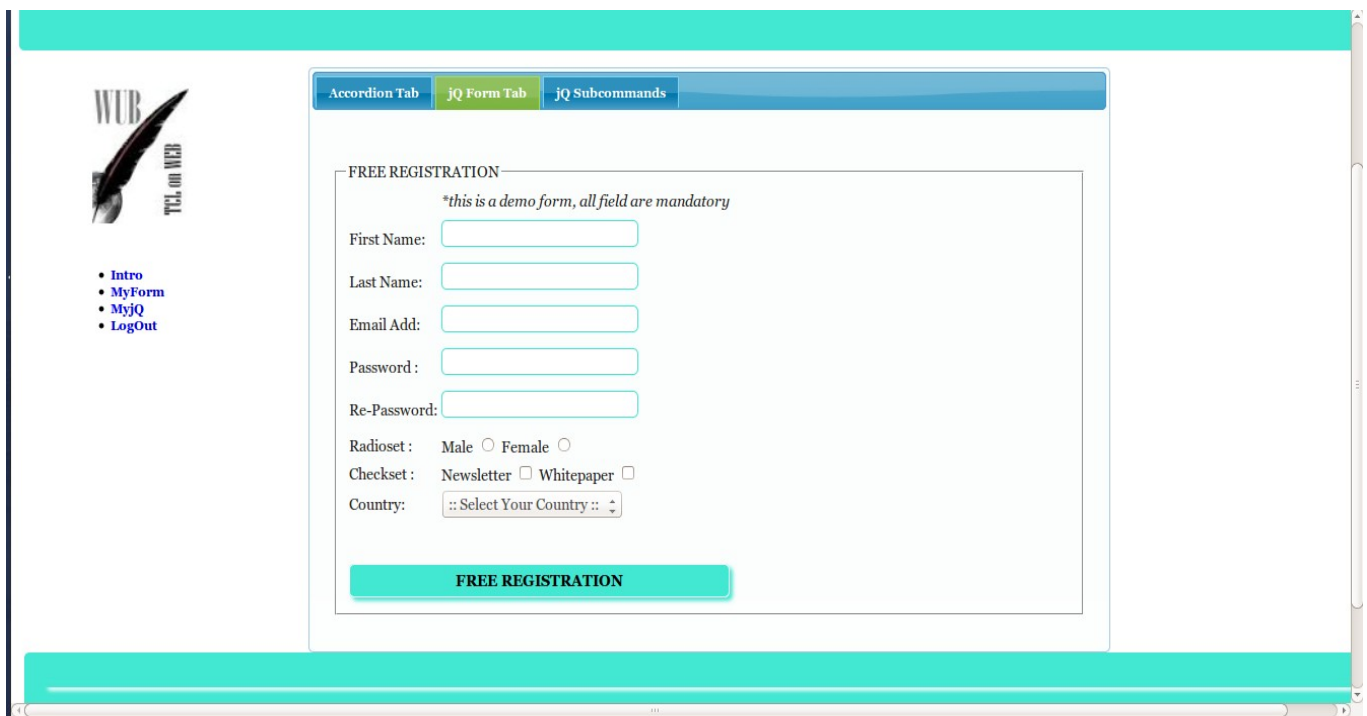 WUB
TCL on WEB
Intro
MyForm
MyjQ
LogOut
Accordion Tab jQ Form Tab jQ Subcommands
FREE REGISTRATION
*this is a demo form, all field are mandatory
First Name:
Last Name:
Email Add:
Password :
Re-Password:
Radioset : Male Female
Checkset : Newsletter Whitepaper
Country: :: Select Your Country ::
FREE REGISTRATION